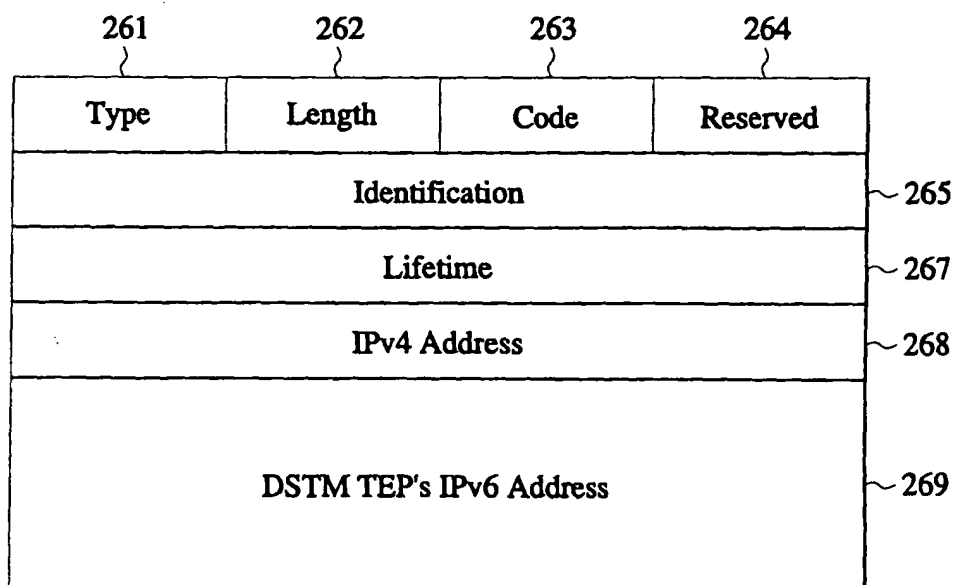 261 262 263 264
Type Length Code Reserved
Identification 265
Lifetime 267
IPv4 Address 268
DSTM TEP's IPv6 Address 269